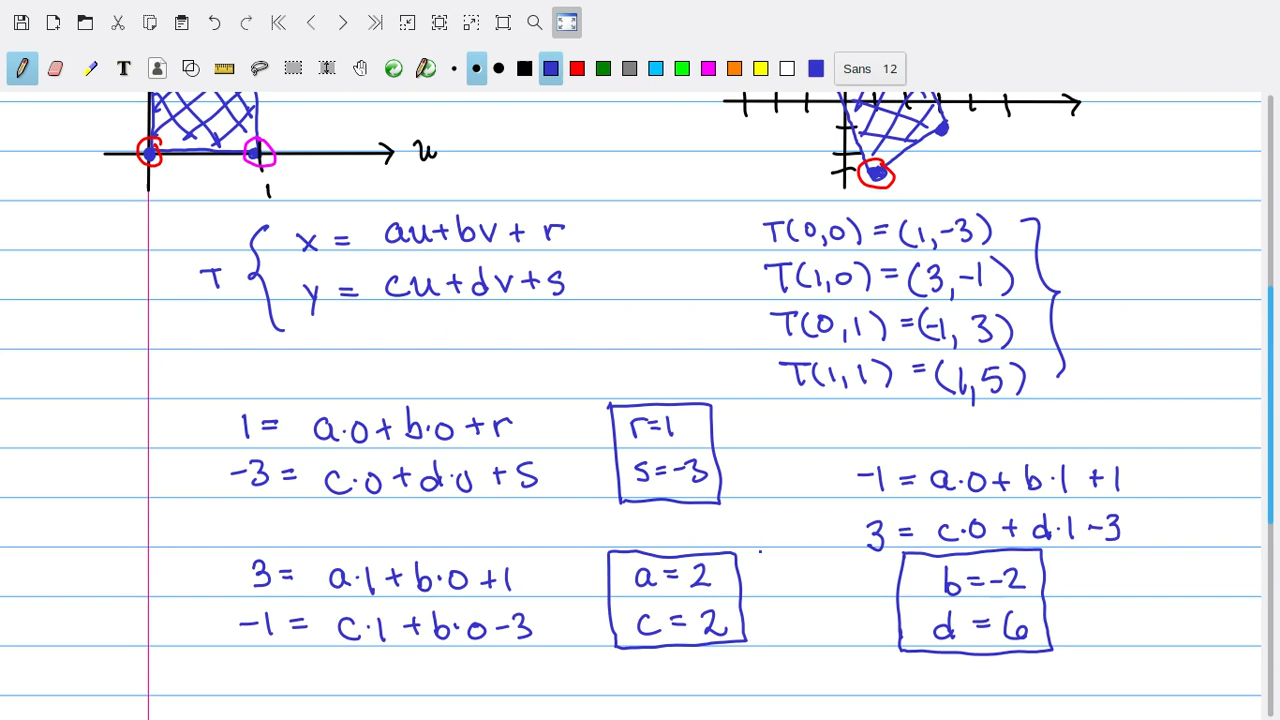 Sans 12
u
1
T { x = au+bv+r
y = cu+dv+s
T(0,0) = (1,-3)
T(1,0) = (3,-1)
T(0,1) = (-1, 3)
T(1,1) = (1,5)
1 = a·0+b·0+r
-3 = c·0+d·0+s
r=1
s=-3
-1 = a·0+b·1+1
3 = c·0+d·1-3
3 = a·1+b·0+1
-1 = c·1+b·0-3
a=2
c=2
b=-2
d=6